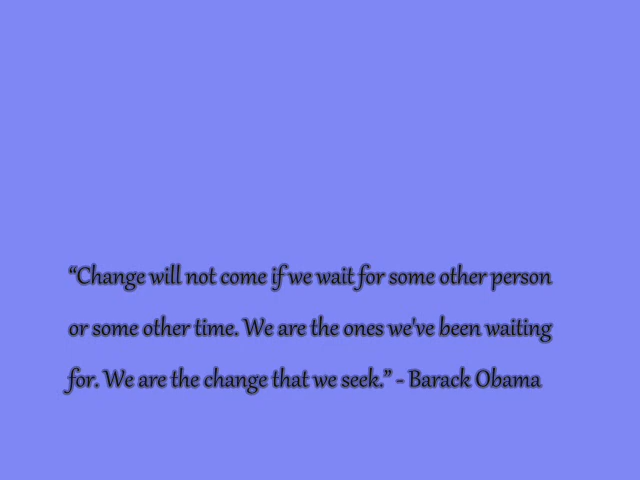 “Change will not come if we wait for some other person
or some other time. We are the ones we've been waiting
for. We are the change that we seek.” - Barack Obama